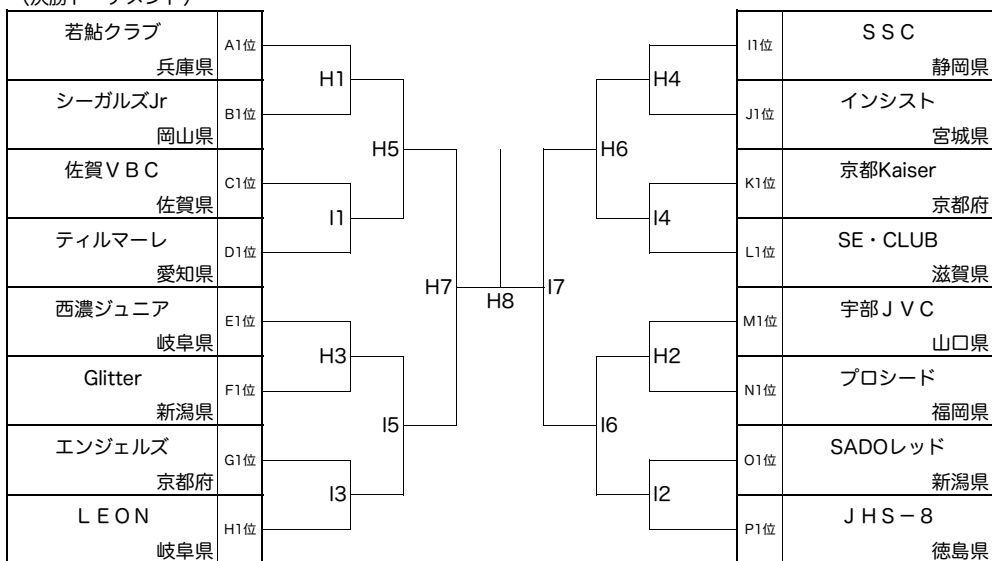 (決勝トーナメント)
若鮎クラブ
兵庫県
A1位
シーガルズJr
岡山県
B1位
佐賀VBC
佐賀県
C1位
ティルマーレ
愛知県
D1位
西濃ジュニア
岐阜県
E1位
Glitter
新潟県
F1位
エンジェルズ
京都府
G1位
LEON
岐阜県
H1位
H1
I1
H3
I3
H5
I5
H7
H8
I7
H6
I6
H4
I4
H2
I2
I1位
SSC
静岡県
J1位
インシスト
宮城県
K1位
京都Kaiser
京都府
L1位
SE・CLUB
滋賀県
M1位
宇部JVC
山口県
N1位
プロシード
福岡県
O1位
SADOレッド
新潟県
P1位
JHS-8
徳島県